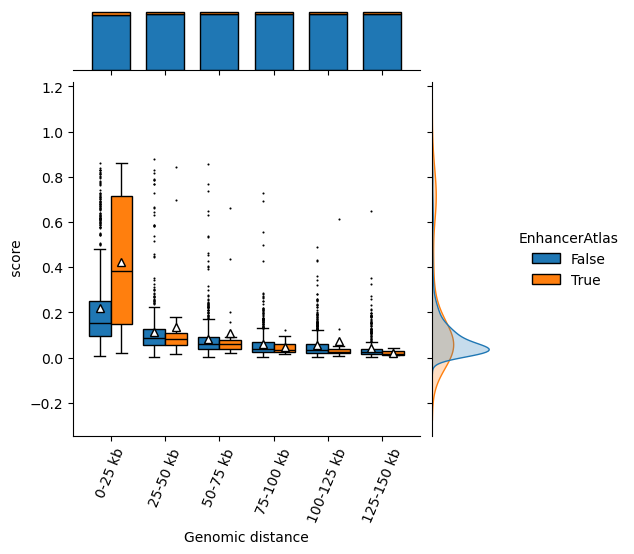 1.2
1.0
0.8
0.6
0.4
0.2
0.0
−0.2
score
EnhancerAtlas
False
True
0-25 kb
25-50 kb
50-75 kb
75-100 kb
100-125 kb
125-150 kb
Genomic distance